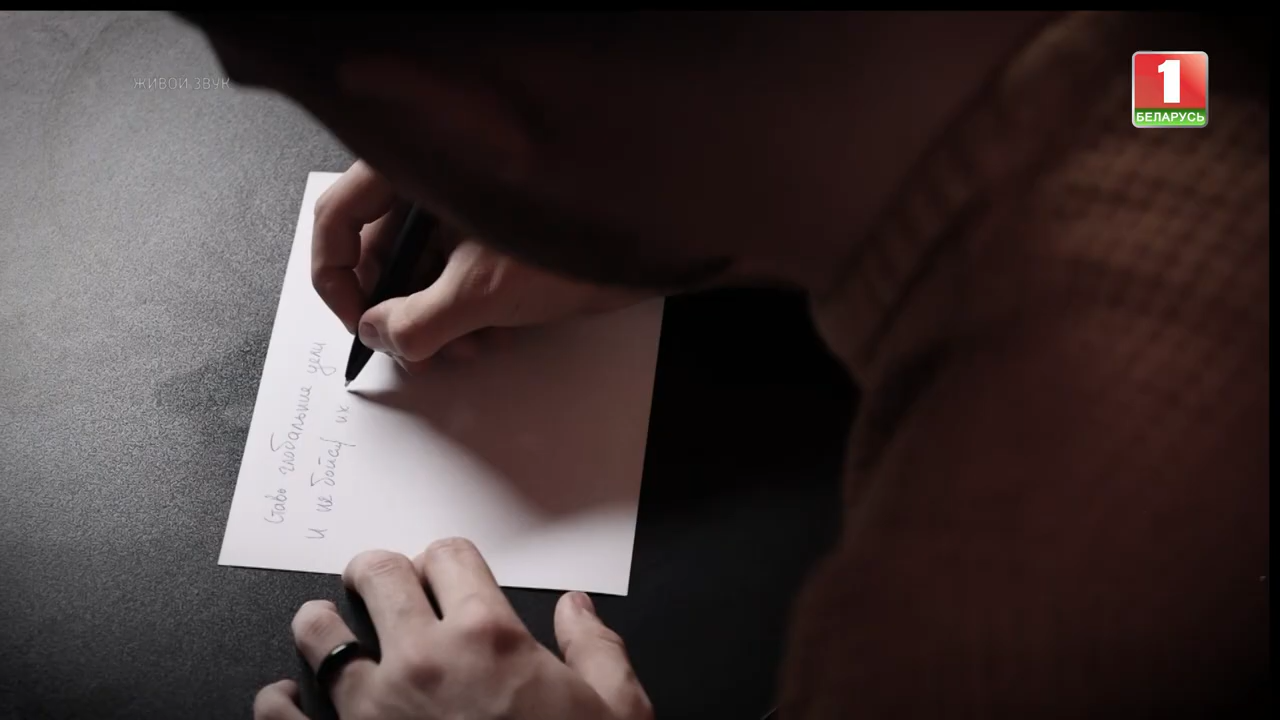 ЖИВОЙ ЗВУК
1
БЕЛАРУСЬ
Ставь глобальные цели
И не бойся их